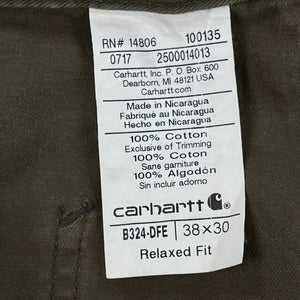 RN# 14806 100135
0717 2500014013
Carhartt, Inc. P O Box 600
Dearborn, MI 48121 USA
Carhartt.com
Made in Nicaragua
Fabriqué au Nicaragua
Hecho en Nicaragua
100% Cotton
Exclusive of Trimming
100% Coton
Sans garniture
100% Algodón
Sin incluir adorno
carhartt
B324-DFE 38×30
Relaxed Fit